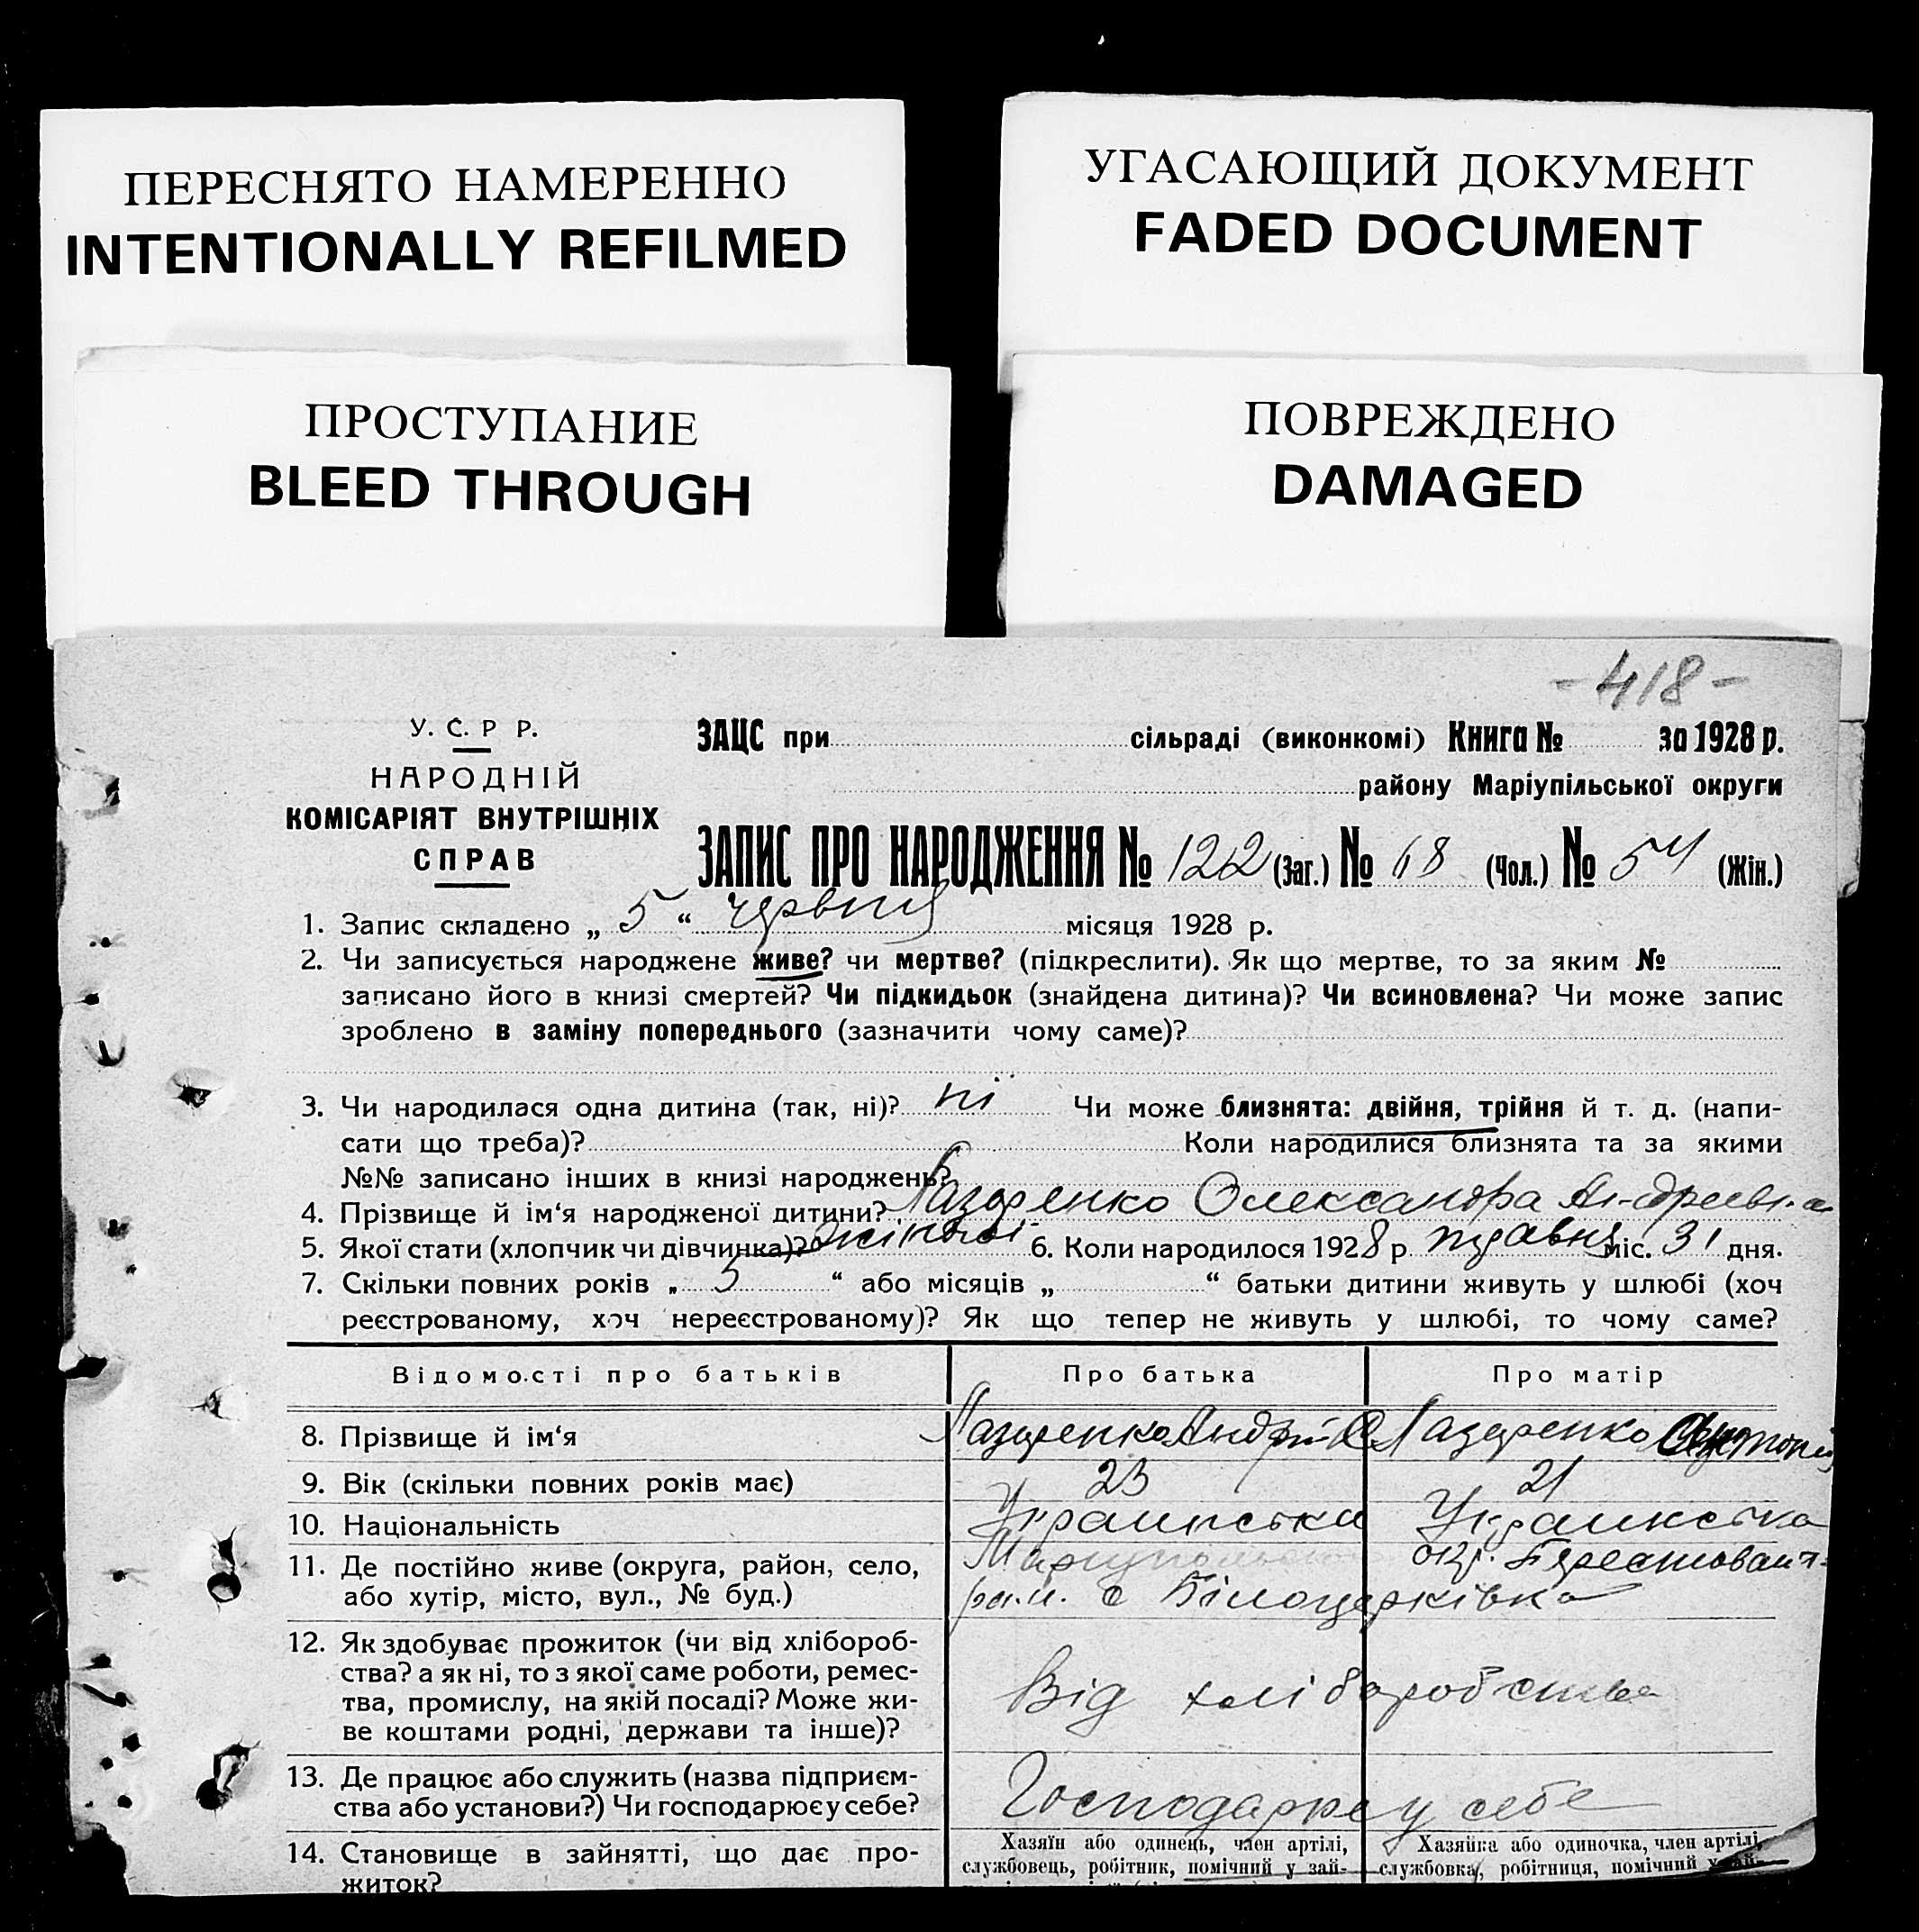 ПЕРЕСНЯТО НАМЕРЕННО
INTENTIONALLY REFILMED
УГАСАЮЩИЙ ДОКУМЕНТ
FADED DOCUMENT
ПРОСТУПАНИЕ
BLEED THROUGH
ПОВРЕЖДЕНО
DAMAGED
- 418 -
У. С. Р Р.
НАРОДНІЙ
КОМІСАРІЯТ ВНУТРІШНІХ
СПРАВ
ЗАЦС при сільраді (виконкомі) Книга № за 1928 р.
району Маріупільської округи
ЗАПИС ПРО НАРОДЖЕННЯ № 122 (Заг.) № 68 (Чол.) № 54 (Жін.)
1. Запис складено „ 5 “ червня місяця 1928 р.
2. Чи записується народжене живе? чи мертве? (підкреслити). Як що мертве, то за яким №
записано його в книзі смертей? Чи підкидьок (знайдена дитина)? Чи всиновлена? Чи може запис
зроблено в заміну попереднього (зазначити чому саме)?
3. Чи народилася одна дитина (так, ні)? ні Чи може близнята: двійня, трійня й т. д. (напи-
сати що треба)? Коли народилися близнята та за якими
№№ записано інших в книзі народжень?
4. Прізвище й ім‘я народженої дитини? Лазаренко Олександра
5. Якої стати (хлопчик чи дівчинка)? жіночої 6. Коли народилося 1928 р травня міс. 31 дня.
7. Скільки повних років „ 5 “ або місяців „ “ батьки дитини живуть у шлюбі (хоч
реєстрованому, хоч нереєстрованому)? Як що тепер не живуть у шлюбі, то чому саме?
Відомості про батьків Про батька Про матір
8. Прізвище й ім‘я Лазаренко Андрій Лазаренко
9. Вік (скільки повних років має) 23 21
10. Національність Украинська Украинська
11. Де постійно живе (округа, район, село, окр.
або хутір, місто, вул., № буд.) рай. с Білоцерківка
12. Як здобуває прожиток (чи від хлібороб-
ства? а як ні, то з якої саме роботи, ремес-
тва, промислу, на якій посаді? Може жи-
ве коштами родні, держави та інше)?
Від хліборобства
13. Де працює або служить (назва підприєм-
ства або установи?) Чи господарює у себе?
Господарює у себе
14. Становище в зайнятті, що дає про-
житок?
Хазяїн або одинець, член артілі,
службовець, робітник, помічний у зай-
Хазяйка або одиночка, член артілі,
службовка, робітниця, помічний у зай-